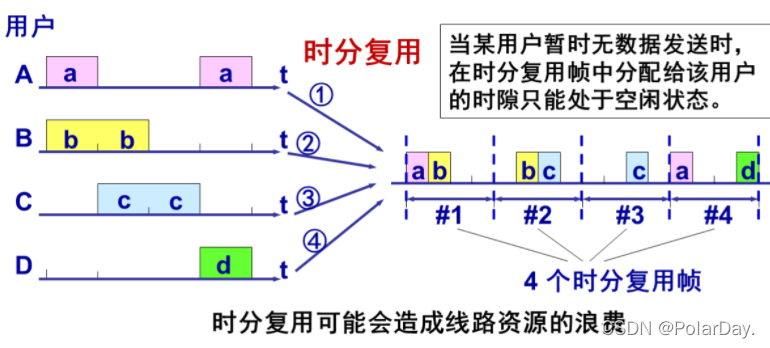 用户
时分复用
当某用户暂时无数据发送时，
在时分复用帧中分配给该用户
的时隙只能处于空闲状态。
A a a t ①
B b b t ②
C c c t ③
D d t ④
a b b c c a d
#1 #2 #3 #4
4 个时分复用帧
时分复用可能会造成线路资源的浪费
CSDN @PolarDay.